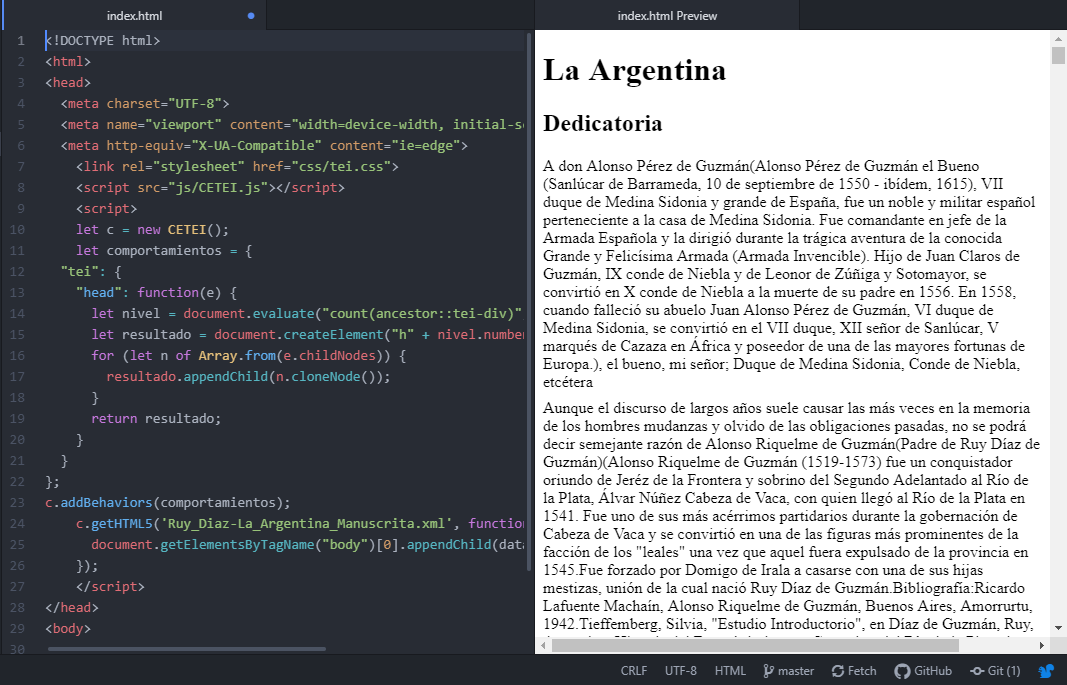 index.html
index.html Preview
1 <!DOCTYPE html>
2 <html>
3 <head>
4 <meta charset="UTF-8">
5 <meta name="viewport" content="width=device-width, initial-s
6 <meta http-equiv="X-UA-Compatible" content="ie=edge">
7 <link rel="stylesheet" href="css/tei.css">
8 <script src="js/CETEI.js"></script>
9 <script>
10 let c = new CETEI();
11 let comportamientos = {
12 "tei": {
13 "head": function(e) {
14 let nivel = document.evaluate("count(ancestor::tei-div)"
15 let resultado = document.createElement("h" + nivel.number
16 for (let n of Array.from(e.childNodes)) {
17 resultado.appendChild(n.cloneNode());
18 }
19 return resultado;
20 }
21 }
22 };
23 c.addBehaviors(comportamientos);
24 c.getHTML5('Ruy_Diaz-La_Argentina_Manuscrita.xml', function
25 document.getElementsByTagName("body")[0].appendChild(data
26 });
27 </script>
28 </head>
29 <body>
30
La Argentina
Dedicatoria
A don Alonso Pérez de Guzmán(Alonso Pérez de Guzmán el Bueno
(Sanlúcar de Barrameda, 10 de septiembre de 1550 - ibídem, 1615), VII
duque de Medina Sidonia y grande de España, fue un noble y militar español
perteneciente a la casa de Medina Sidonia. Fue comandante en jefe de la
Armada Española y la dirigió durante la trágica aventura de la conocida
Grande y Felicísima Armada (Armada Invencible). Hijo de Juan Claros de
Guzmán, IX conde de Niebla y de Leonor de Zúñiga y Sotomayor, se
convirtió en X conde de Niebla a la muerte de su padre en 1556. En 1558,
cuando falleció su abuelo Juan Alonso Pérez de Guzmán, VI duque de
Medina Sidonia, se convirtió en el VII duque, XII señor de Sanlúcar, V
marqués de Cazaza en África y poseedor de una de las mayores fortunas de
Europa.), el bueno, mi señor; Duque de Medina Sidonia, Conde de Niebla,
etcétera
Aunque el discurso de largos años suele causar las más veces en la memoria
de los hombres mudanzas y olvido de las obligaciones pasadas, no se podrá
decir semejante razón de Alonso Riquelme de Guzmán(Padre de Ruy Díaz de
Guzmán)(Alonso Riquelme de Guzmán (1519-1573) fue un conquistador
oriundo de Jeréz de la Frontera y sobrino del Segundo Adelantado al Río de
la Plata, Álvar Núñez Cabeza de Vaca, con quien llegó al Río de la Plata en
1541. Fue uno de sus más acérrimos partidarios durante la gobernación de
Cabeza de Vaca y se convirtió en una de las figuras más prominentes de la
facción de los "leales" una vez que aquel fuera expulsado de la provincia en
1545.Fue forzado por Domigo de Irala a casarse con una de sus hijas
mestizas, unión de la cual nació Ruy Díaz de Guzmán.Bibliografía:Ricardo
Lafuente Machaín, Alonso Riquelme de Guzmán, Buenos Aires, Amorrurtu,
1942.Tieffemberg, Silvia, "Estudio Introductorio", en Díaz de Guzmán, Ruy,
CRLF UTF-8 HTML master Fetch GitHub Git (1)